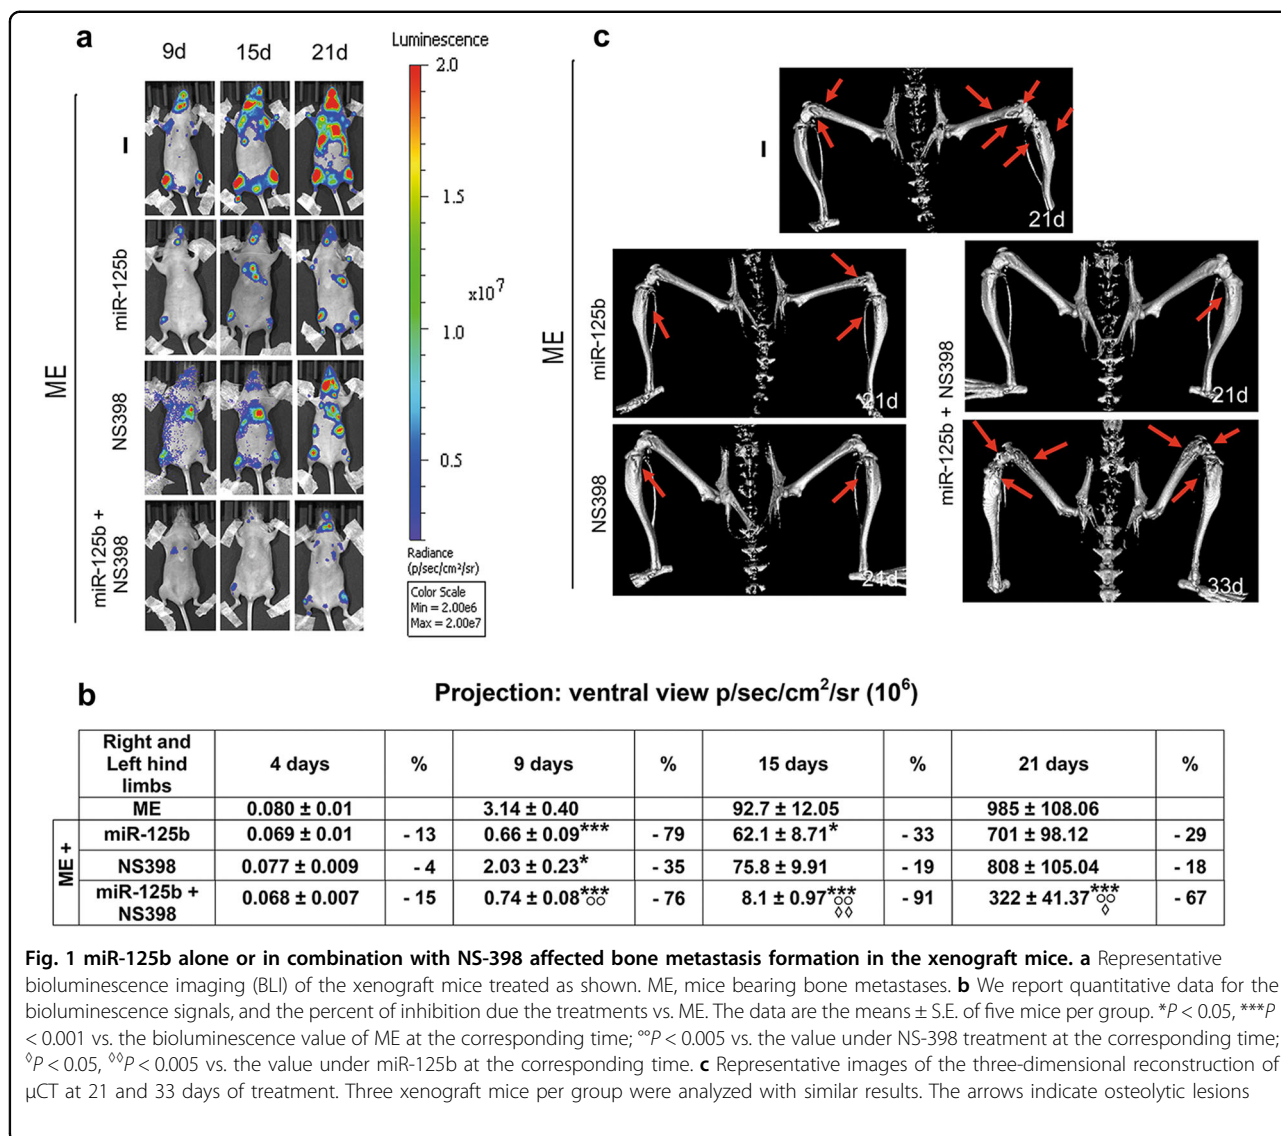 a
9d 15d 21d
Luminescence
2.0
1.5
x10⁷
1.0
0.5
Radiance
(p/sec/cm²/sr)
Color Scale
Min = 2.00e6
Max = 2.00e7
ME
I
miR-125b
NS398
miR-125b +
NS398
c
ME
I
21d
miR-125b
21d
NS398
21d
miR-125b + NS398
21d
33d
b
Projection: ventral view p/sec/cm²/sr (10⁶)
Right and Left hind limbs 4 days % 9 days % 15 days % 21 days %
ME 0.080 ± 0.01 3.14 ± 0.40 92.7 ± 12.05 985 ± 108.06
ME +
miR-125b 0.069 ± 0.01 - 13 0.66 ± 0.09*** - 79 62.1 ± 8.71* - 33 701 ± 98.12 - 29
NS398 0.077 ± 0.009 - 4 2.03 ± 0.23* - 35 75.8 ± 9.91 - 19 808 ± 105.04 - 18
miR-125b + NS398 0.068 ± 0.007 - 15 0.74 ± 0.08***°° - 76 8.1 ± 0.97***°°◊◊ - 91 322 ± 41.37***°°◊ - 67
Fig. 1 miR-125b alone or in combination with NS-398 affected bone metastasis formation in the xenograft mice. a Representative
bioluminescence imaging (BLI) of the xenograft mice treated as shown. ME, mice bearing bone metastases. b We report quantitative data for the
bioluminescence signals, and the percent of inhibition due the treatments vs. ME. The data are the means ± S.E. of five mice per group. *P < 0.05, ***P
< 0.001 vs. the bioluminescence value of ME at the corresponding time; °°P < 0.005 vs. the value under NS-398 treatment at the corresponding time;
◊P < 0.05, ◊◊P < 0.005 vs. the value under miR-125b at the corresponding time. c Representative images of the three-dimensional reconstruction of
µCT at 21 and 33 days of treatment. Three xenograft mice per group were analyzed with similar results. The arrows indicate osteolytic lesions